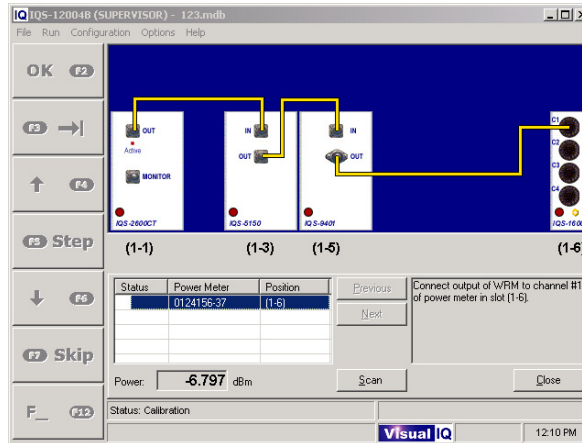 IQ IQS-12004B (SUPERVISOR) - 123.mdb
File Run Configuration Options Help
OK F2
F3
F4
F5 Step
F6
F7 Skip
F_ F12
OUT
Active
MONITOR
IQS-2600CT
IN
OUT
IQS-5150
IN
OUT
IQS-9401
C1
C2
C3
C4
IQS-160
(1-1) (1-3) (1-5) (1-6)
Status Power Meter Position
0124156-37 (1-6)
Previous
Next
Connect output of WRM to channel #1
of power meter in slot (1-6).
Power: -6.797 dBm
Scan
Close
Status: Calibration
Visual IQ
12:10 PM